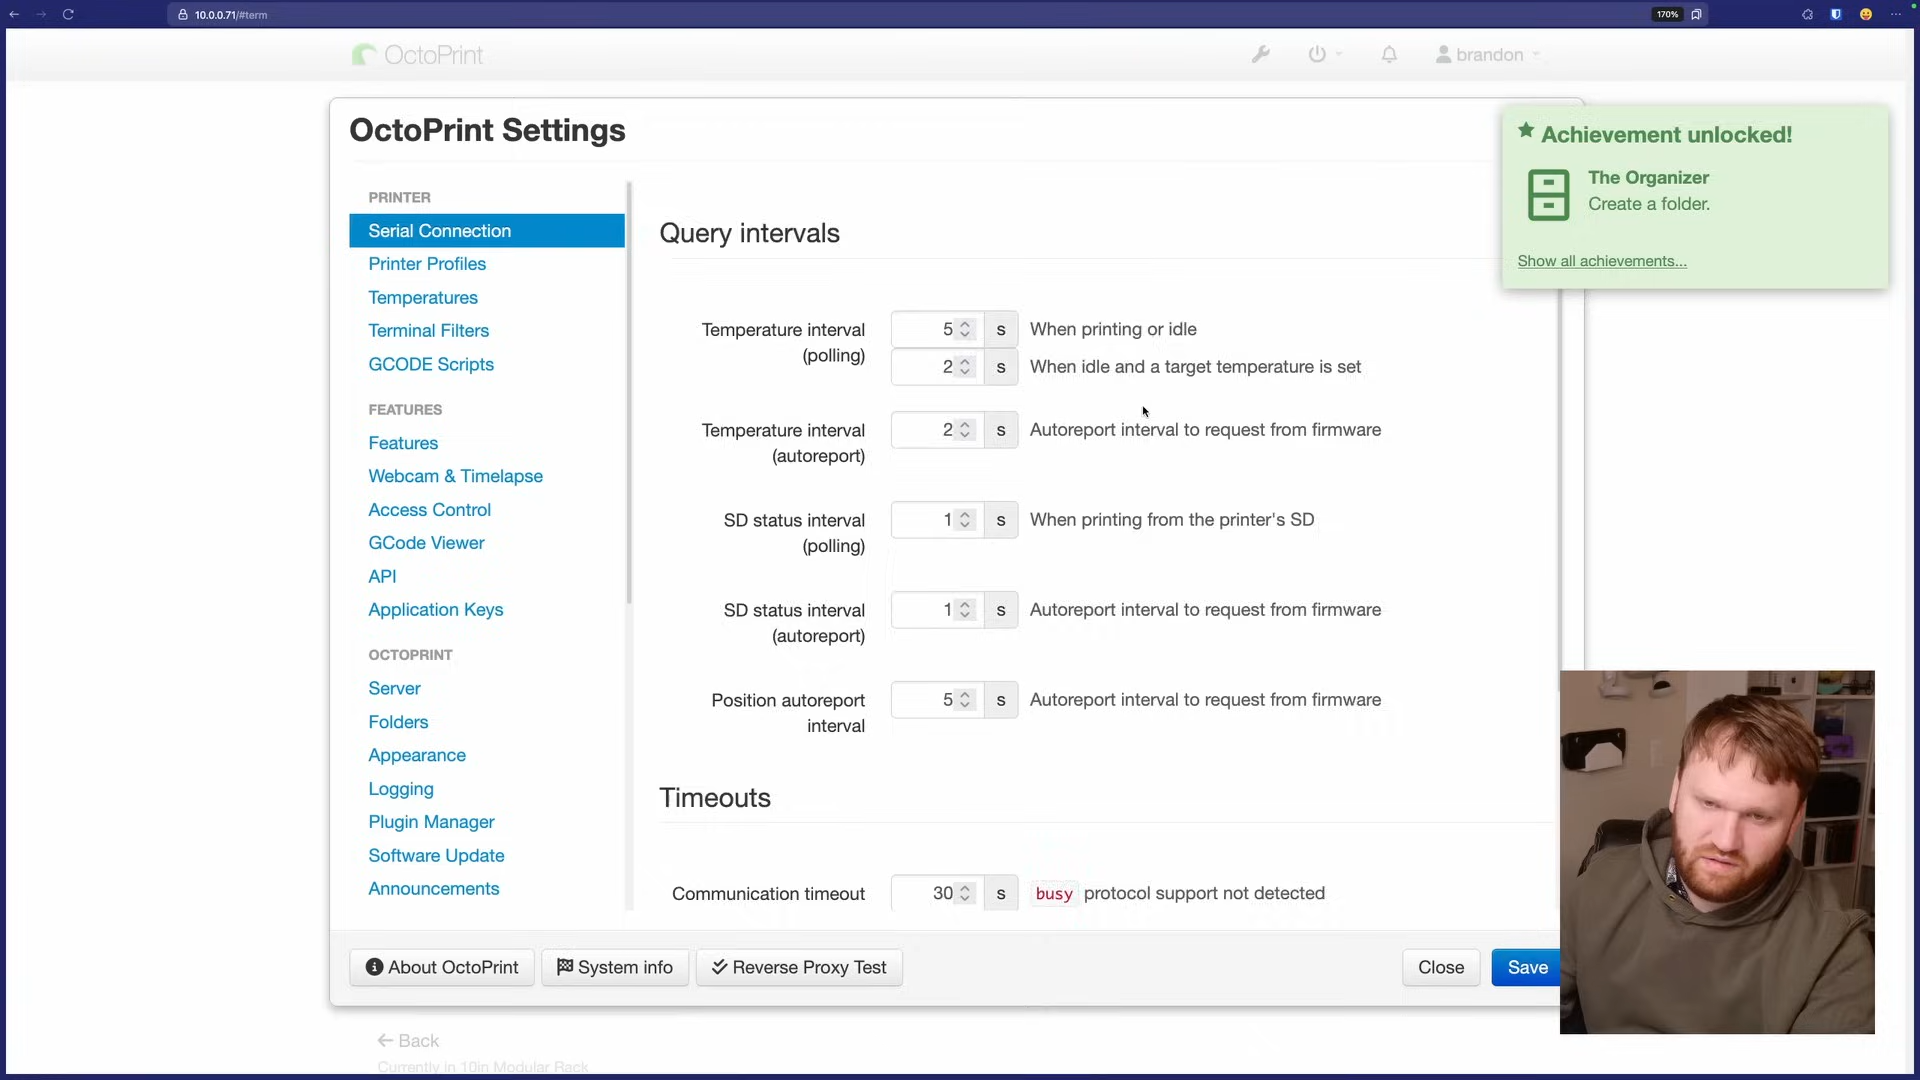 10.0.0.71/#term
170%
OctoPrint
brandon
OctoPrint Settings
Achievement unlocked!
The Organizer
Create a folder.
Show all achievements...
PRINTER
Serial Connection
Printer Profiles
Temperatures
Terminal Filters
GCODE Scripts
FEATURES
Features
Webcam & Timelapse
Access Control
GCode Viewer
API
Application Keys
OCTOPRINT
Server
Folders
Appearance
Logging
Plugin Manager
Software Update
Announcements
Query intervals
Temperature interval
(polling)
5 s When printing or idle
2 s When idle and a target temperature is set
Temperature interval
(autoreport)
2 s Autoreport interval to request from firmware
SD status interval
(polling)
1 s When printing from the printer's SD
SD status interval
(autoreport)
1 s Autoreport interval to request from firmware
Position autoreport
interval
5 s Autoreport interval to request from firmware
Timeouts
Communication timeout 30 s busy protocol support not detected
About OctoPrint
System info
Reverse Proxy Test
Close
Save
Back
Currently in 10in Modular Rack